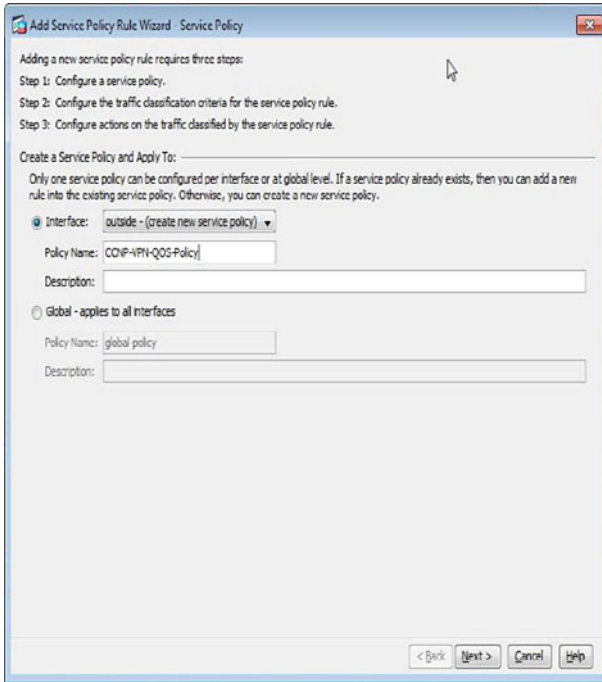 Add Service Policy Rule Wizard - Service Policy
Adding a new service policy rule requires three steps:
Step 1: Configure a service policy.
Step 2: Configure the traffic classification criteria for the service policy rule.
Step 3: Configure actions on the traffic classified by the service policy rule.
Create a Service Policy and Apply To:
Only one service policy can be configured per interface or at global level. If a service policy already exists, then you can add a new
rule into the existing service policy. Otherwise, you can create a new service policy.
Interface: outside - (create new service policy)
Policy Name: CCNP-VPN-QOS-Policy
Description:
Global - applies to all interfaces
Policy Name: global policy
Description:
< Back Next > Cancel Help